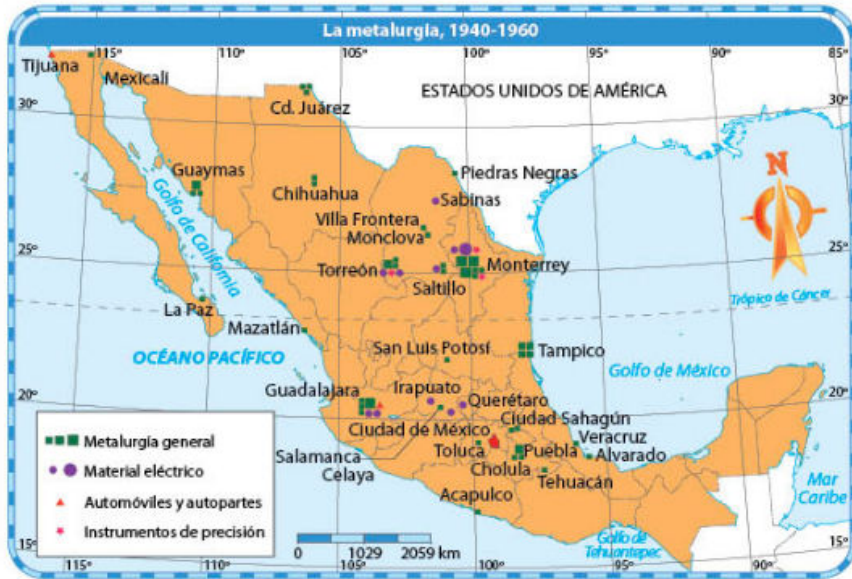 La metalurgia, 1940-1960
115°
110°
105°
100°
95°
90°
85°
Tijuana
Mexicali
30°
Cd. Juárez
ESTADOS UNIDOS DE AMÉRICA
30°
Guaymas
Chihuahua
Piedras Negras
Sabinas
N
Golfo de California
Villa Frontera
Monclova
25°
Torreón
Monterrey
25°
Saltillo
La Paz
Trópico de Cáncer
Mazatlán
OCÉANO PACÍFICO
San Luis Potosí
Tampico
Golfo de México
20°
Guadalajara
Irapuato
Querétaro
20°
Ciudad Sahagún
Ciudad de México
Veracruz
Metalurgia general
Salamanca
Toluca
Puebla
Alvarado
Material eléctrico
Celaya
Cholula
Tehuacán
Mar
Caribe
Automóviles y autopartes
Acapulco
Instrumentos de precisión
0
1029
2059 km
Golfo de
Tehuantepec
15°
15°
115°
110°
105°
100°
95°
90°